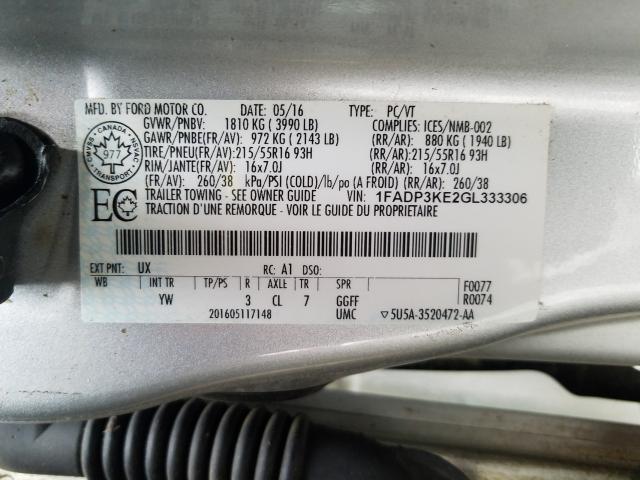 MFD. BY FORD MOTOR CO. DATE: 05/16 TYPE: PC/VT
GVWR/PNBV: 1810 KG ( 3990 LB) COMPLIES: ICES/NMB-002
GAWR/PNBE(FR/AV): 972 KG ( 2143 LB) (RR/AR): 880 KG ( 1940 LB)
TIRE/PNEU(FR/AV): 215/55R16 93H (RR/AR): 215/55R16 93H
RIM/JANTE(FR/AV): 16x7.0J (RR/AR): 16x7.0J
(FR/AV): 260/38 kPa/PSI (COLD)/lb/po (A FROID) (RR/AR): 260/38
TRAILER TOWING - SEE OWNER GUIDE VIN: 1FADP3KE2GL333306
TRACTION D'UNE REMORQUE - VOIR LE GUIDE DU PROPRIETAIRE
CANADA
CMVSS NSVAC
977
TRANSPORT
EC
EXT PNT: UX RC: A1 DSO:
WB INT TR TP/PS R AXLE TR SPR F0077
YW 3 CL 7 GGFF R0074
201605117148 UMC ▽5U5A-3520472-AA